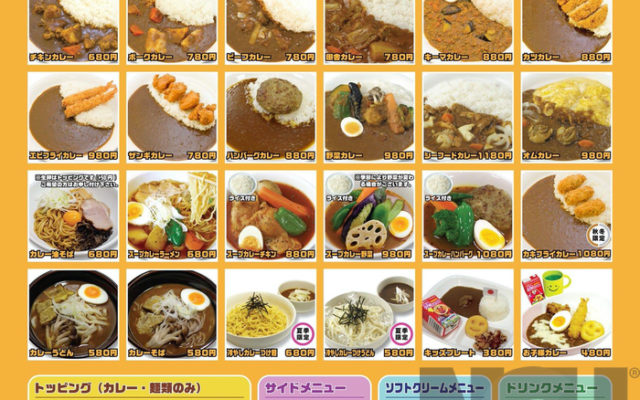 チキンカレー 680円
ポークカレー 780円
ビーフカレー 780円
田舎カレー 780円
キーマカレー 880円
カツカレー 880円
エビフライカレー 980円
ザンギカレー 780円
ハンバーグカレー 880円
野菜カレー 980円
シーフードカレー 1180円
オムカレー 980円
※生卵はトッピングです(50円)
ご希望の方はお申し付け下さい。
カレー油そば 680円
スープカレーラーメン 680円
ライス付き
スープカレーチキン 880円
※季節により野菜が変わる
場合がございます。
ライス付き
スープカレー野菜 980円
ライス付き
スープカレーハンバーグ 1080円
秋冬
限定
カキフライカレー 1080円
カレーうどん 580円
カレーそば 580円
夏季
限定
冷やしカレーつけ麺 680円
夏季
限定
冷やしカレーつけうどん 580円
キッズプレート 380円
お子様カレー 480円
トッピング(カレー・麺類のみ)
サイドメニュー
ソフトクリームメニュー
ドリンクメニュー